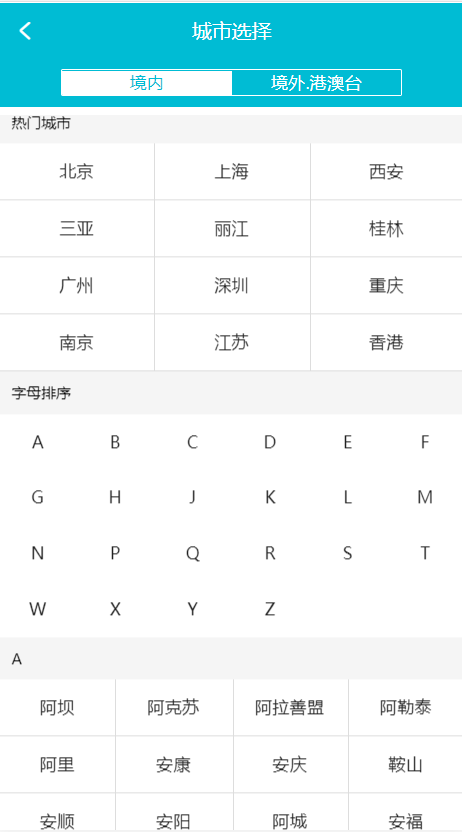 城市选择
境内 境外.港澳台
热门城市
北京 上海 西安
三亚 丽江 桂林
广州 深圳 重庆
南京 江苏 香港
字母排序
A B C D E F
G H J K L M
N P Q R S T
W X Y Z
A
阿坝 阿克苏 阿拉善盟 阿勒泰
阿里 安康 安庆 鞍山
安顺 安阳 阿城 安福